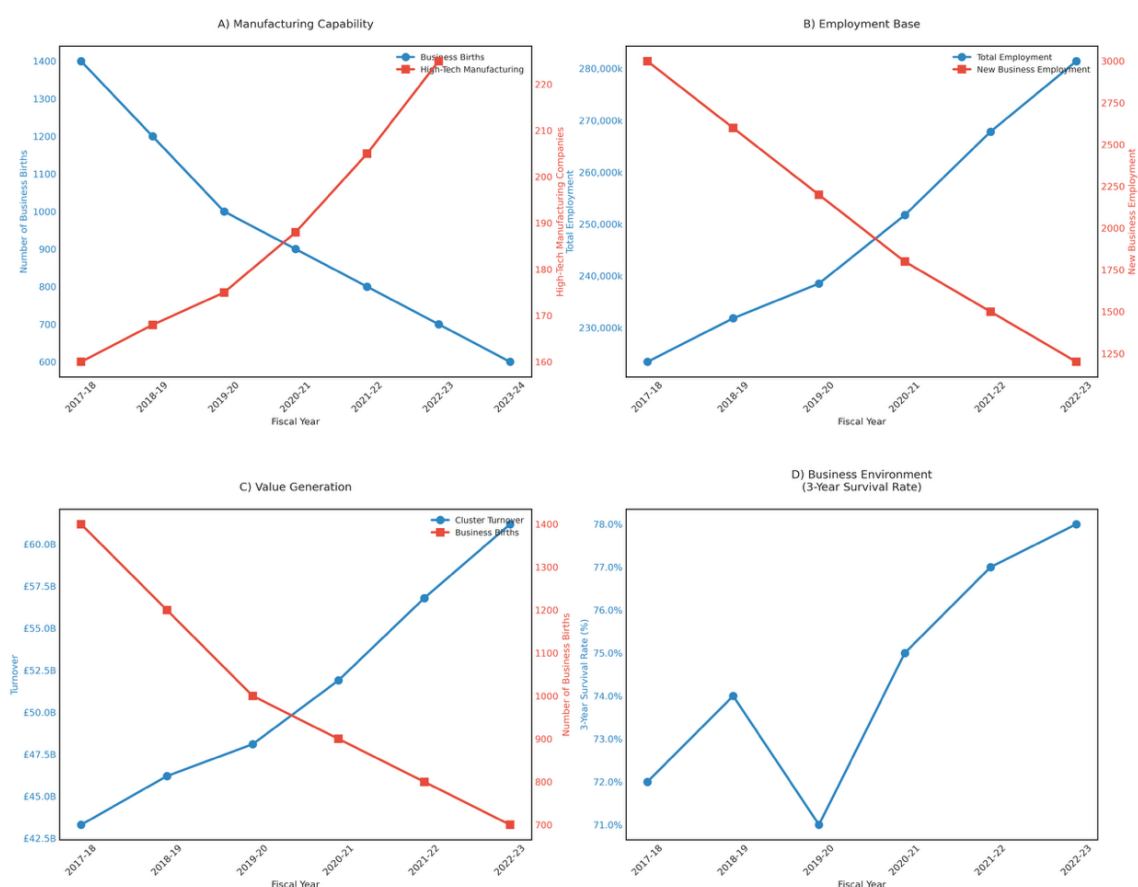 A) Manufacturing Capability
Business Births
High-Tech Manufacturing
1400
1300
1200
1100
1000
900
800
700
600
Number of Business Births
220
210
200
190
180
170
160
High-Tech Manufacturing Companies
2017-18
2018-19
2019-20
2020-21
2021-22
2022-23
2023-24
Fiscal Year
B) Employment Base
Total Employment
New Business Employment
280,000k
270,000k
260,000k
250,000k
240,000k
230,000k
Total Employment
3000
2750
2500
2250
2000
1750
1500
1250
New Business Employment
2017-18
2018-19
2019-20
2020-21
2021-22
2022-23
Fiscal Year
C) Value Generation
Cluster Turnover
Business Births
£60.0B
£57.5B
£55.0B
£52.5B
£50.0B
£47.5B
£45.0B
£42.5B
Turnover
1400
1300
1200
1100
1000
900
800
700
Number of Business Births
2017-18
2018-19
2019-20
2020-21
2021-22
2022-23
Fiscal Year
D) Business Environment
(3-Year Survival Rate)
78.0%
77.0%
76.0%
75.0%
74.0%
73.0%
72.0%
71.0%
3-Year Survival Rate (%)
2017-18
2018-19
2019-20
2020-21
2021-22
2022-23
Fiscal Year